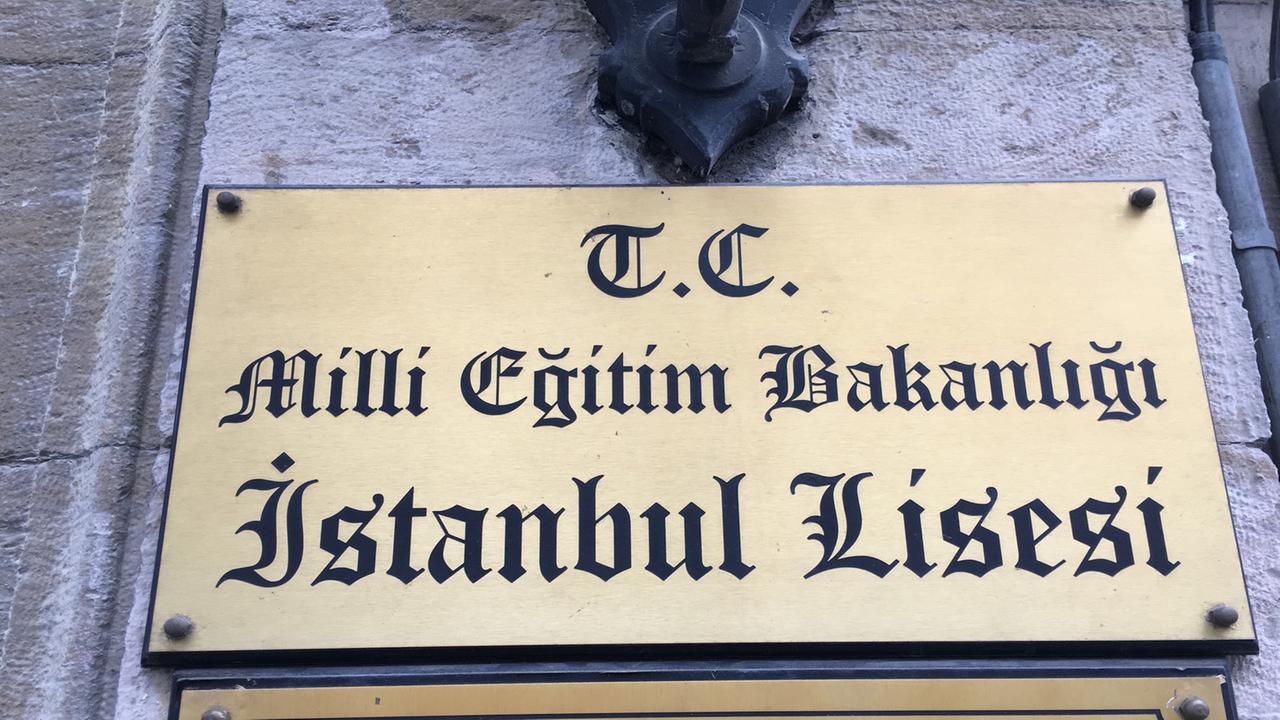 T.C.
Milli Eğitim Bakanlığı
İstanbul Lisesi